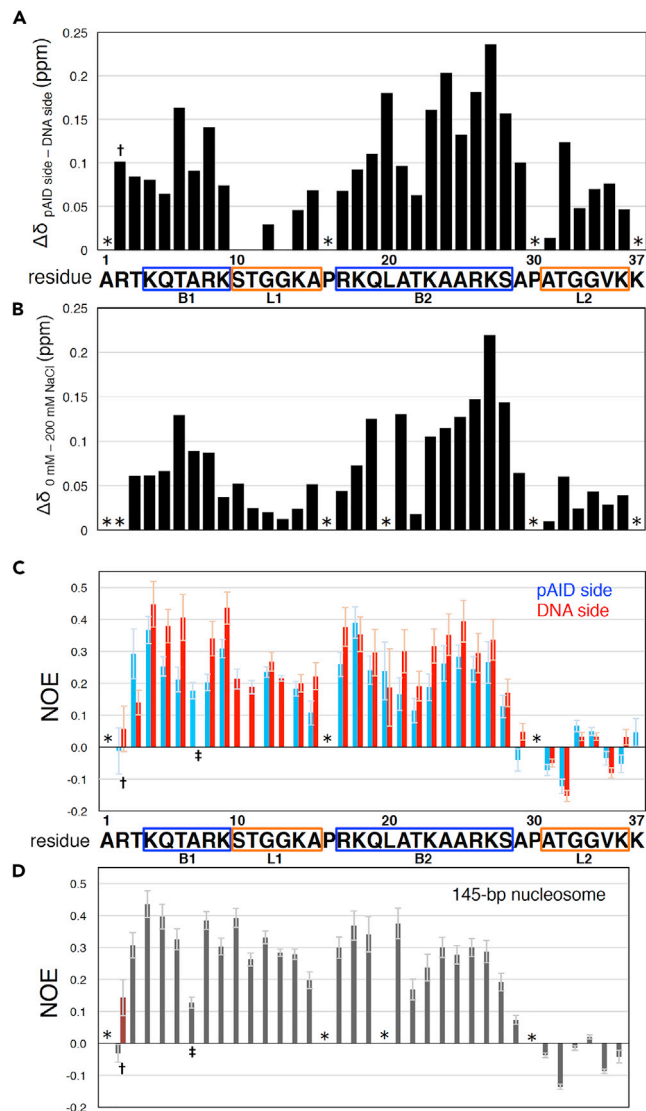 A
Δδ pAID side – DNA side (ppm)
0.25
0.2
0.15
0.1
0.05
0
†
* * * *
1 10 20 30 37
residue ARTKQTARKSTGGKAPRKQLATKAARKSAPATGGVKK
B1 L1 B2 L2
B
Δδ 0 mM – 200 mM NaCl (ppm)
0.25
0.2
0.15
0.1
0.05
0
* * * * * *
C
NOE
0.5
0.4
0.3
0.2
0.1
0.0
-0.1
-0.2
pAID side
DNA side
* * *
† ‡
1 10 20 30 37
residue ARTKQTARKSTGGKAPRKQLATKAARKSAPATGGVKK
B1 L1 B2 L2
D
NOE
0.5
0.4
0.3
0.2
0.1
0.0
-0.1
-0.2
145-bp nucleosome
* * * *
† ‡